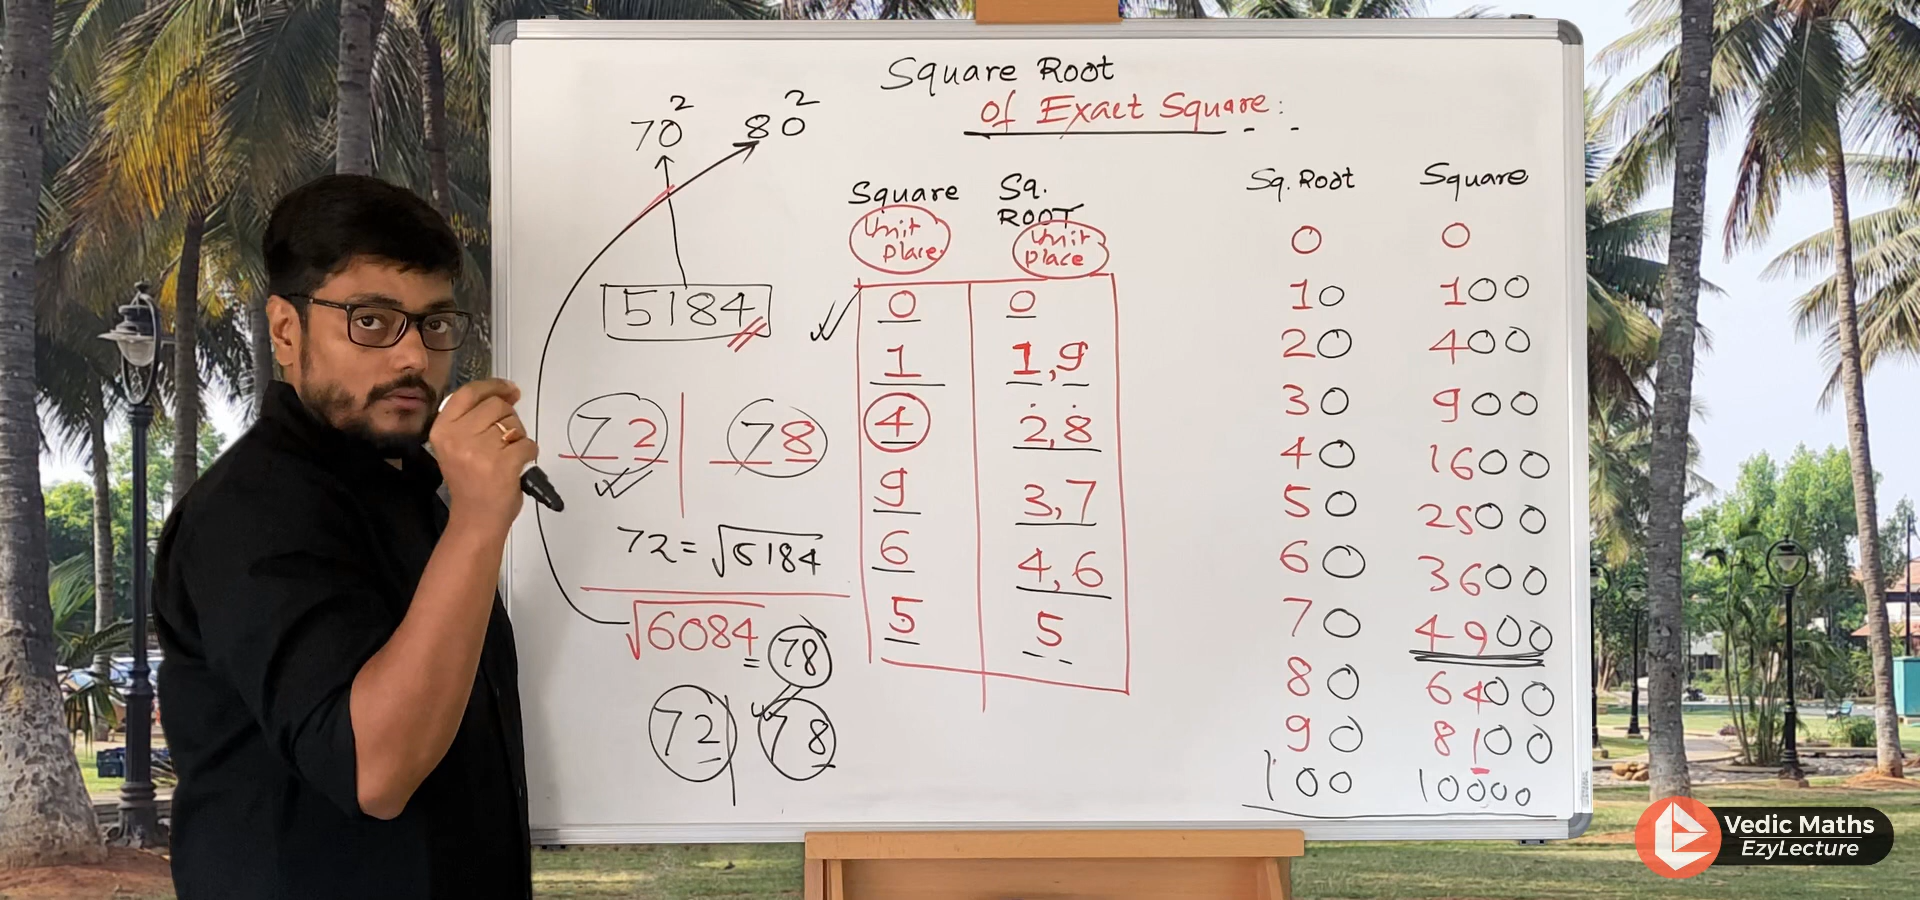 Square Root
Of Exact Square:
70² 80²
5184
72 | 78
72 = √5184
√6084 = 78
72 | 78
Square Sq. ROOT
Unit Place Unit Place
0 0
1 1,9
4 2,8
9 3,7
6 4,6
5 5
Sq. Root Square
0 0
10 100
20 400
30 900
40 1600
50 2500
60 3600
70 4900
80 6400
90 8100
100 10000
Vedic Maths
EzyLecture